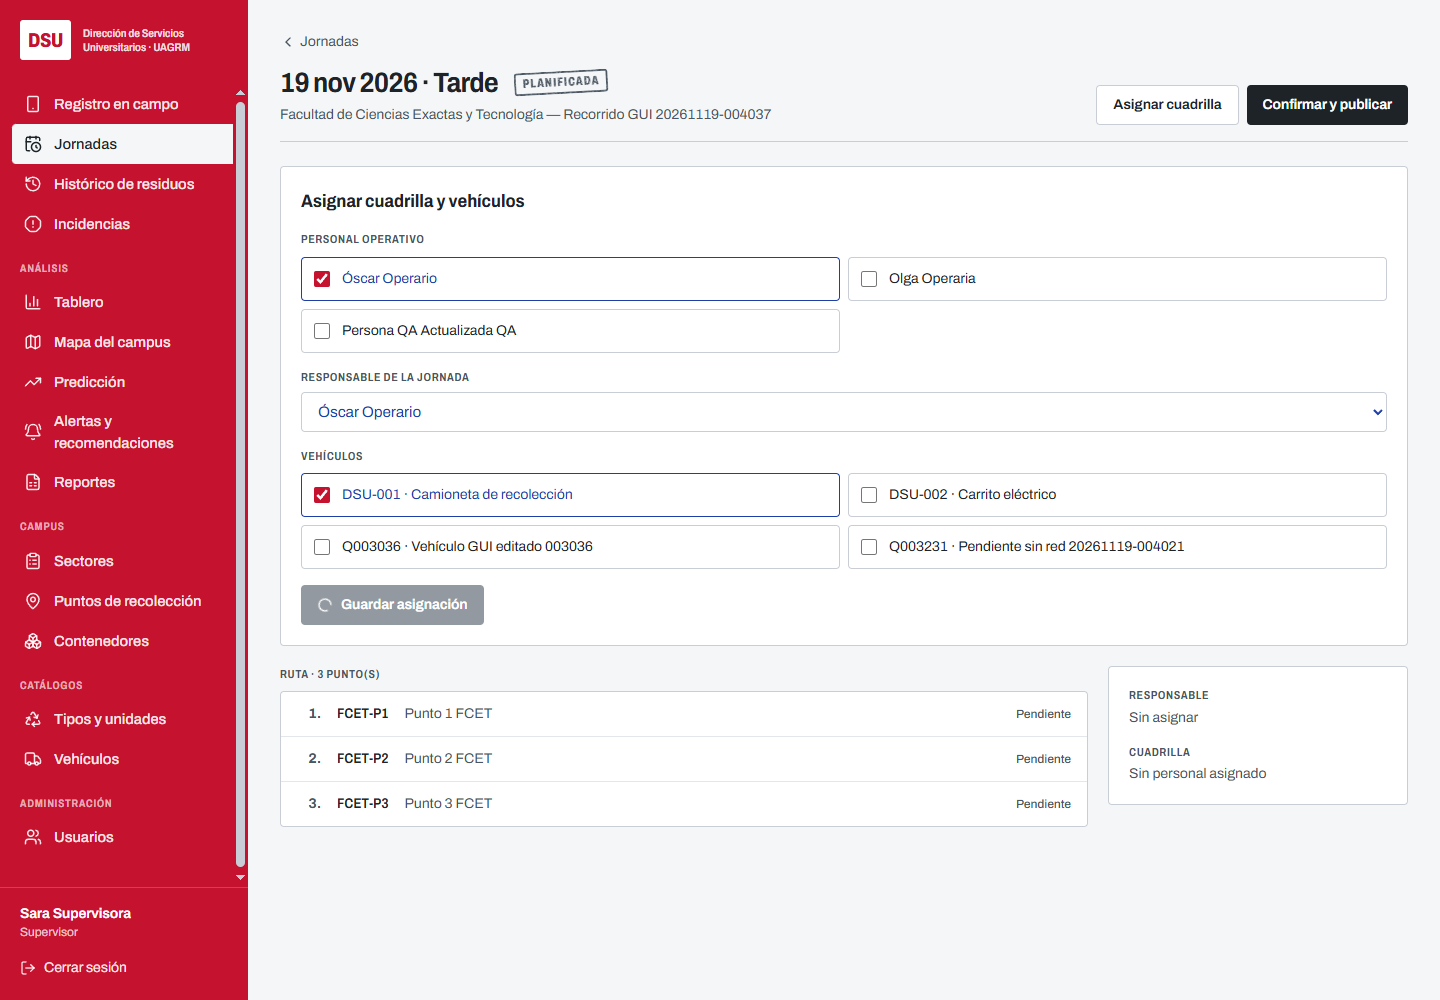 DSU
Dirección de Servicios
Universitarios · UAGRM
Registro en campo
Jornadas
Histórico de residuos
Incidencias
ANÁLISIS
Tablero
Mapa del campus
Predicción
Alertas y
recomendaciones
Reportes
CAMPUS
Sectores
Puntos de recolección
Contenedores
CATÁLOGOS
Tipos y unidades
Vehículos
ADMINISTRACIÓN
Usuarios
Sara Supervisora
Supervisor
Cerrar sesión
Jornadas
19 nov 2026 · Tarde PLANIFICADA
Facultad de Ciencias Exactas y Tecnología — Recorrido GUI 20261119-004037
Asignar cuadrilla Confirmar y publicar
Asignar cuadrilla y vehículos
PERSONAL OPERATIVO
Óscar Operario Olga Operaria
Persona QA Actualizada QA
RESPONSABLE DE LA JORNADA
Óscar Operario
VEHÍCULOS
DSU-001 · Camioneta de recolección DSU-002 · Carrito eléctrico
Q003036 · Vehículo GUI editado 003036 Q003231 · Pendiente sin red 20261119-004021
Guardar asignación
RUTA · 3 PUNTO(S)
1. FCET-P1 Punto 1 FCET Pendiente
2. FCET-P2 Punto 2 FCET Pendiente
3. FCET-P3 Punto 3 FCET Pendiente
RESPONSABLE
Sin asignar
CUADRILLA
Sin personal asignado